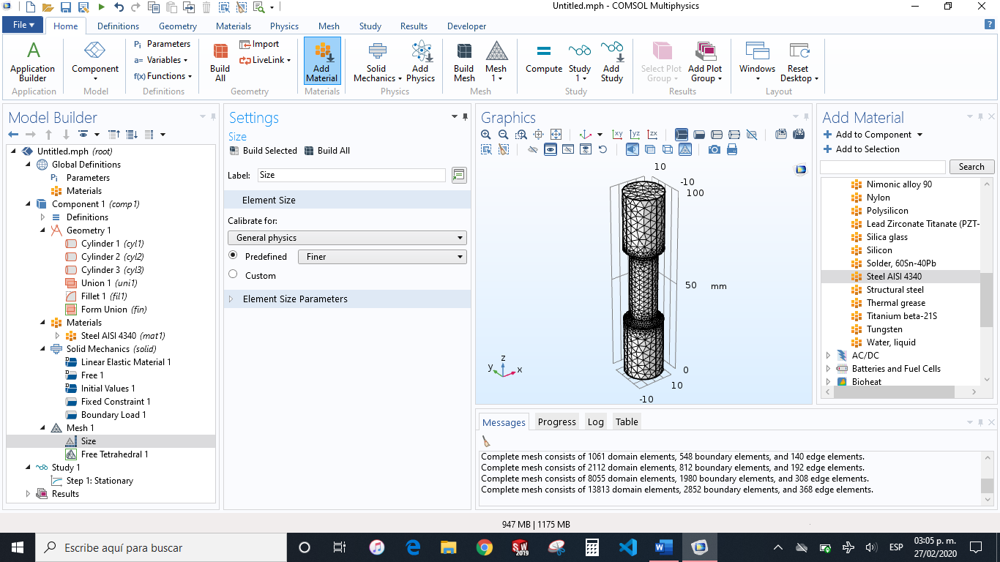 Untitled.mph - COMSOL Multiphysics
File Home Definitions Geometry Materials Physics Mesh Study Results Developer
Application Builder
Application
Component
Model
Pi Parameters
a= Variables
f(x) Functions
Definitions
Build All
Import
LiveLink
Geometry
Add Material
Materials
Solid Mechanics
Add Physics
Physics
Build Mesh
Mesh 1
Mesh
Compute
Study 1
Add Study
Study
Select Plot Group
Add Plot Group
Results
Windows
Reset Desktop
Layout
Model Builder
Untitled.mph (root)
Global Definitions
Pi Parameters
Materials
Component 1 (comp1)
Definitions
Geometry 1
Cylinder 1 (cyl1)
Cylinder 2 (cyl2)
Cylinder 3 (cyl3)
Union 1 (uni1)
Fillet 1 (fil1)
Form Union (fin)
Materials
Steel AISI 4340 (mat1)
Solid Mechanics (solid)
Linear Elastic Material 1
Free 1
Initial Values 1
Fixed Constraint 1
Boundary Load 1
Mesh 1
Size
Free Tetrahedral 1
Study 1
Step 1: Stationary
Results
Settings
Size
Build Selected Build All
Label: Size
Element Size
Calibrate for:
General physics
Predefined Finer
Custom
Element Size Parameters
Graphics
xy yz zx
10
-10
100
50 mm
0
10
-10
z
y x
Add Material
Add to Component
Add to Selection
Search
Nimonic alloy 90
Nylon
Polysilicon
Lead Zirconate Titanate (PZT-
Silica glass
Silicon
Solder, 60Sn-40Pb
Steel AISI 4340
Structural steel
Thermal grease
Titanium beta-21S
Tungsten
Water, liquid
AC/DC
Batteries and Fuel Cells
Bioheat
Messages Progress Log Table
Complete mesh consists of 1061 domain elements, 548 boundary elements, and 140 edge elements.
Complete mesh consists of 2112 domain elements, 812 boundary elements, and 192 edge elements.
Complete mesh consists of 8055 domain elements, 1980 boundary elements, and 308 edge elements.
Complete mesh consists of 13813 domain elements, 2852 boundary elements, and 368 edge elements.
947 MB | 1175 MB
Escribe aquí para buscar
SW 2019
ESP
03:05 p. m.
27/02/2020